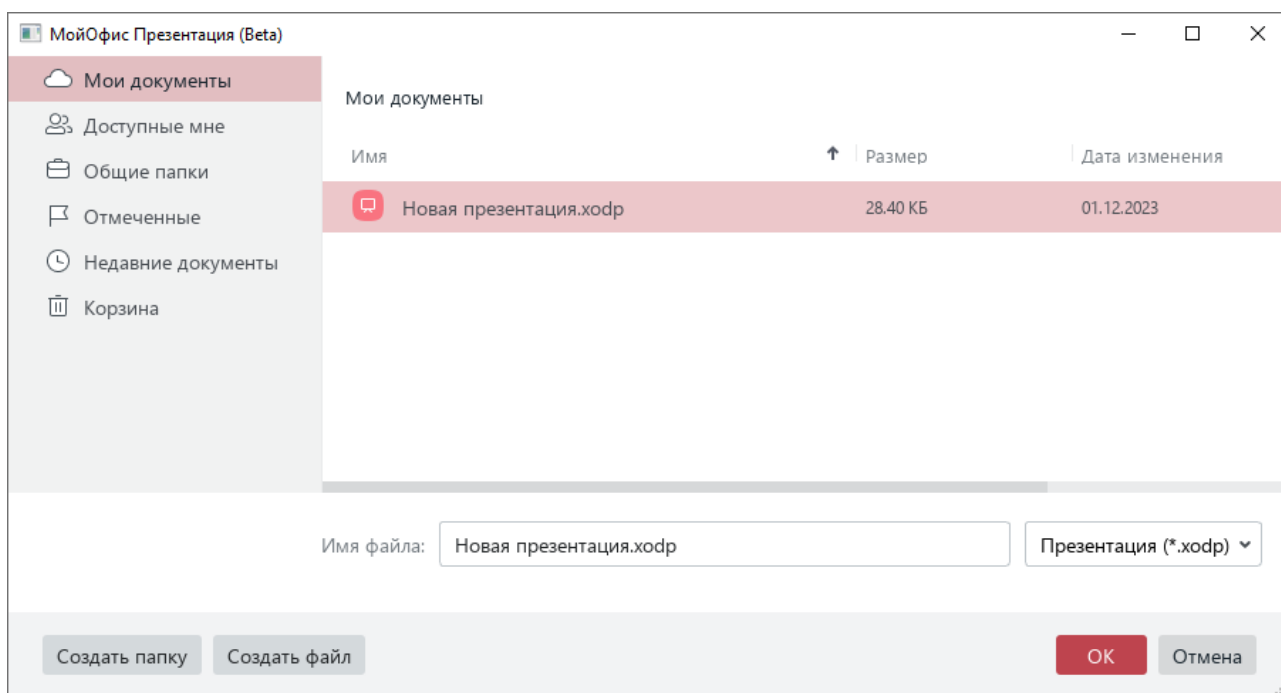 МойОфис Презентация (Beta)
Мои документы
Доступные мне
Общие папки
Отмеченные
Недавние документы
Корзина
Мои документы
Имя Размер Дата изменения
Новая презентация.xodp 28.40 КБ 01.12.2023
Имя файла: Новая презентация.xodp Презентация (*.xodp)
Создать папку Создать файл ОК Отмена